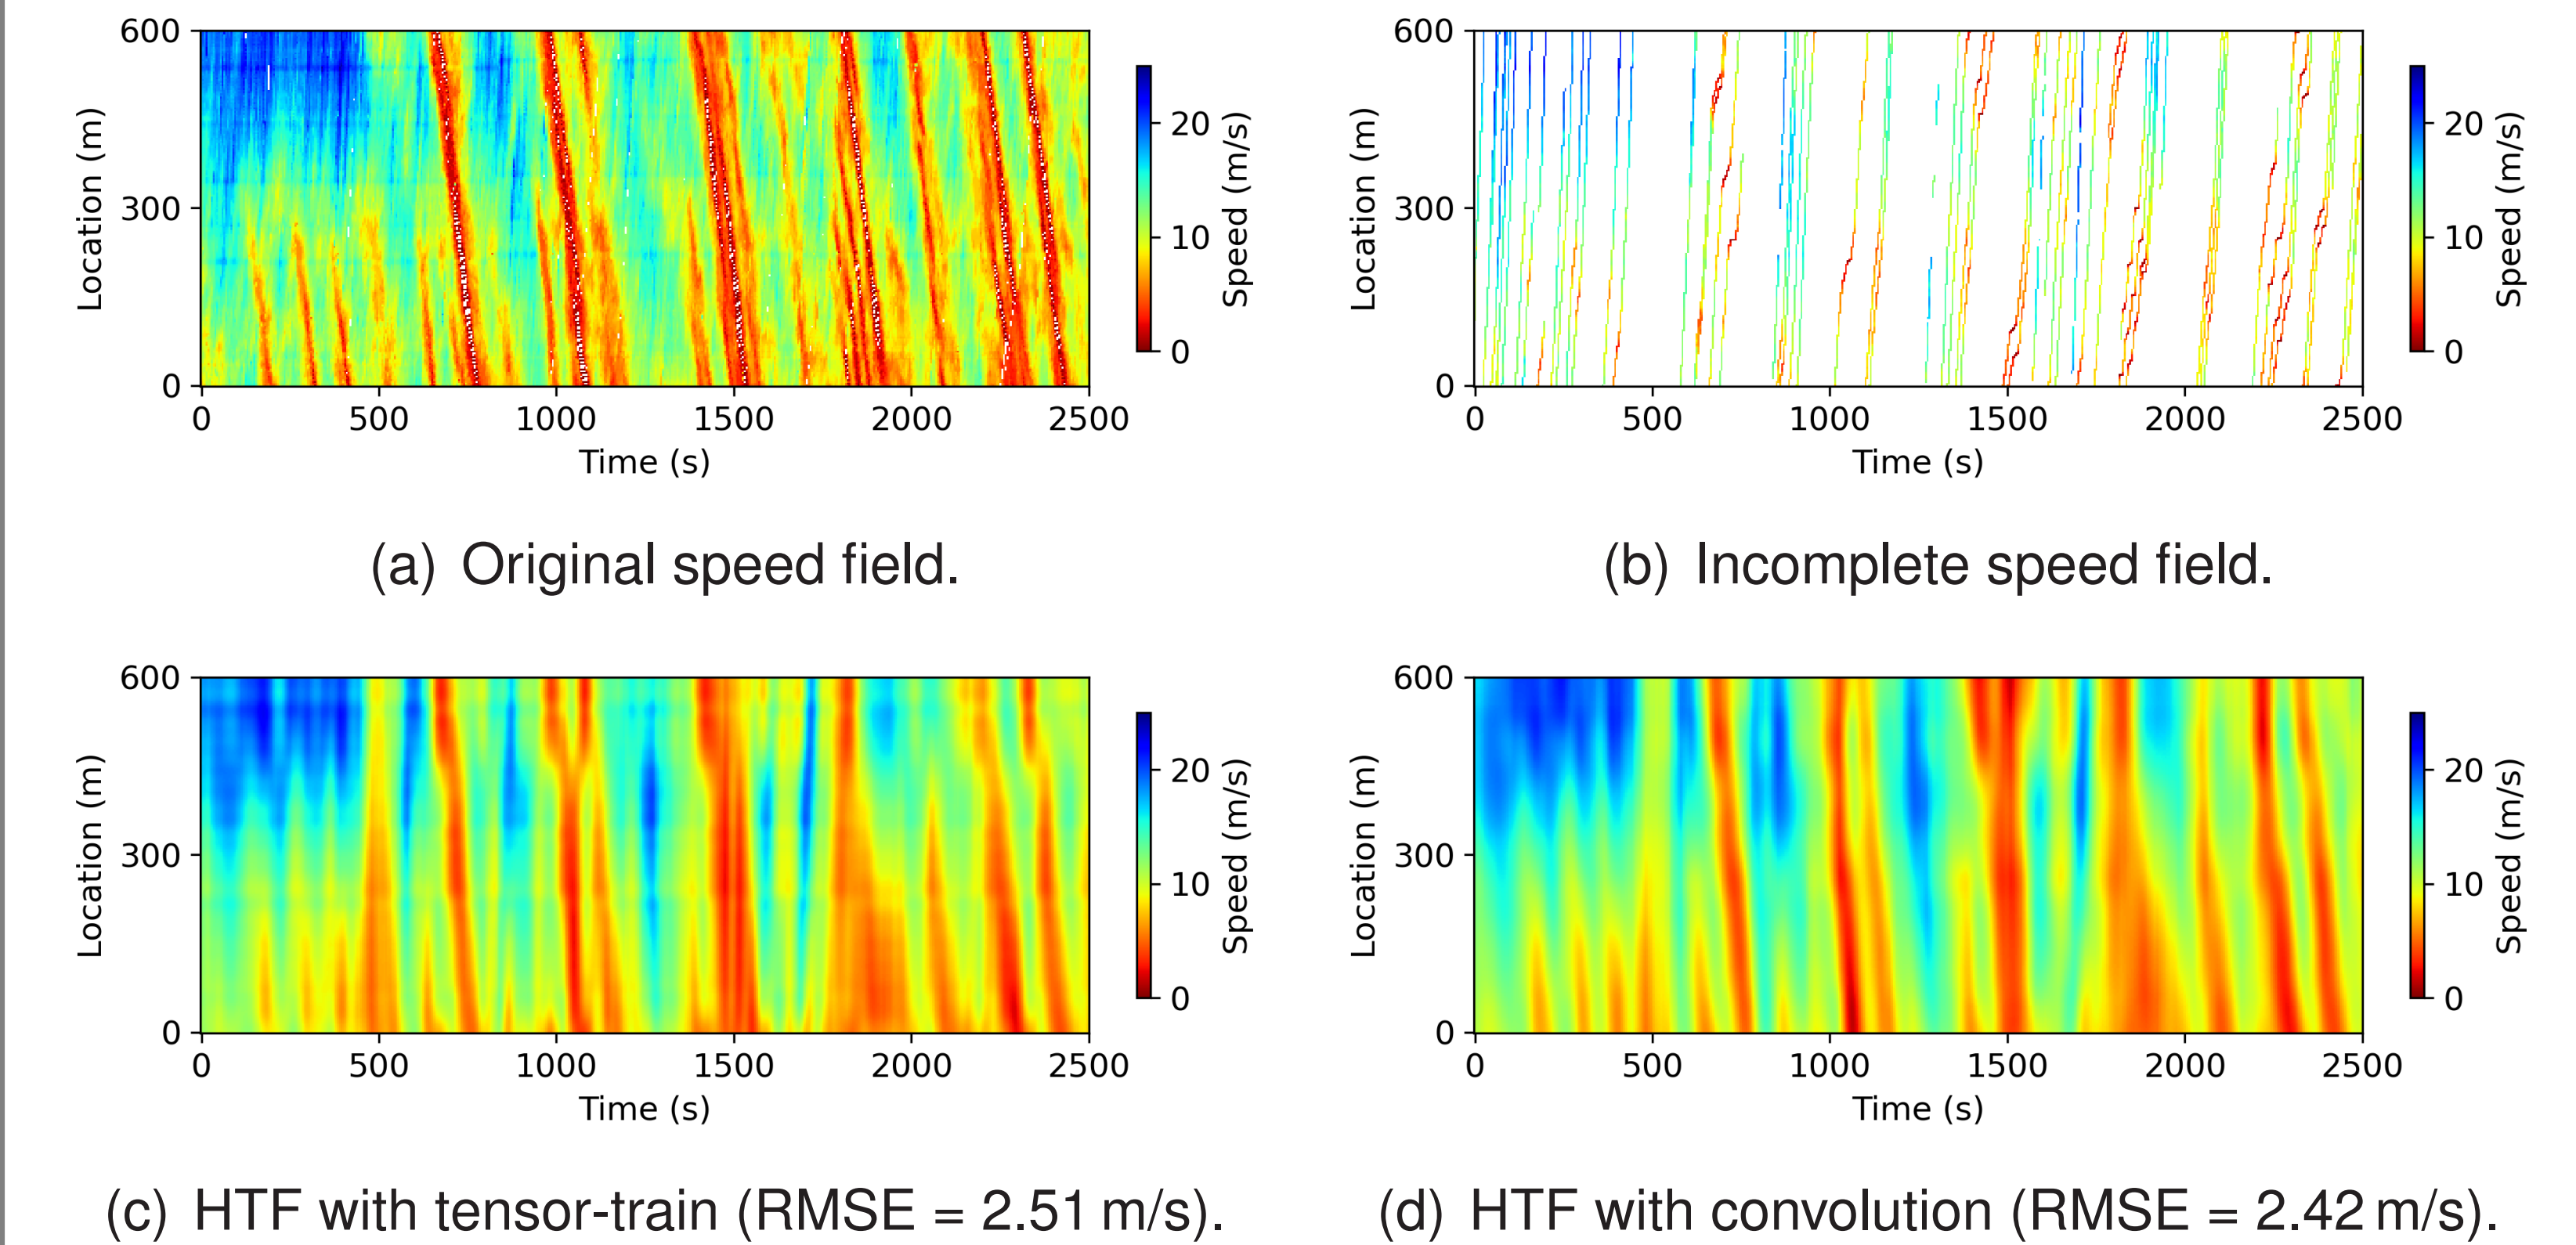 600
300
0
Location (m)
0 500 1000 1500 2000 2500
Time (s)
20
10
0
Speed (m/s)
(a) Original speed field.
600
300
0
Location (m)
0 500 1000 1500 2000 2500
Time (s)
20
10
0
Speed (m/s)
(b) Incomplete speed field.
600
300
0
Location (m)
0 500 1000 1500 2000 2500
Time (s)
20
10
0
Speed (m/s)
(c) HTF with tensor-train (RMSE = 2.51 m/s).
600
300
0
Location (m)
0 500 1000 1500 2000 2500
Time (s)
20
10
0
Speed (m/s)
(d) HTF with convolution (RMSE = 2.42 m/s).